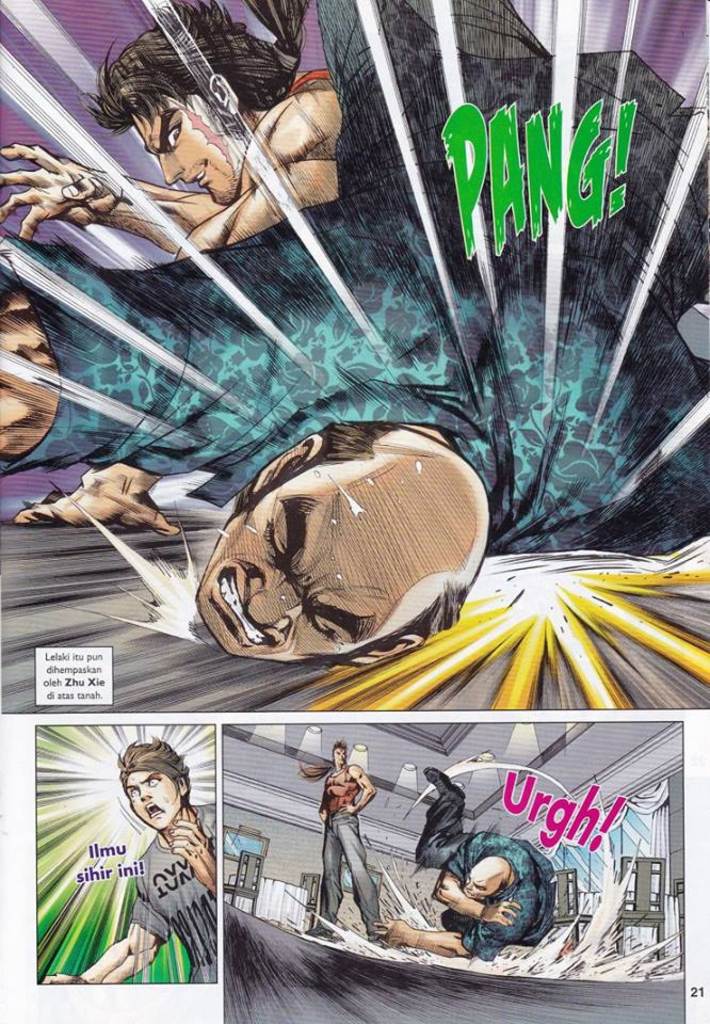 PANG!
Lelaki itu pun
dihempaskan
oleh Zhu Xie
di atas tanah.
Ilmu
sihir ini!
Urgh!
21